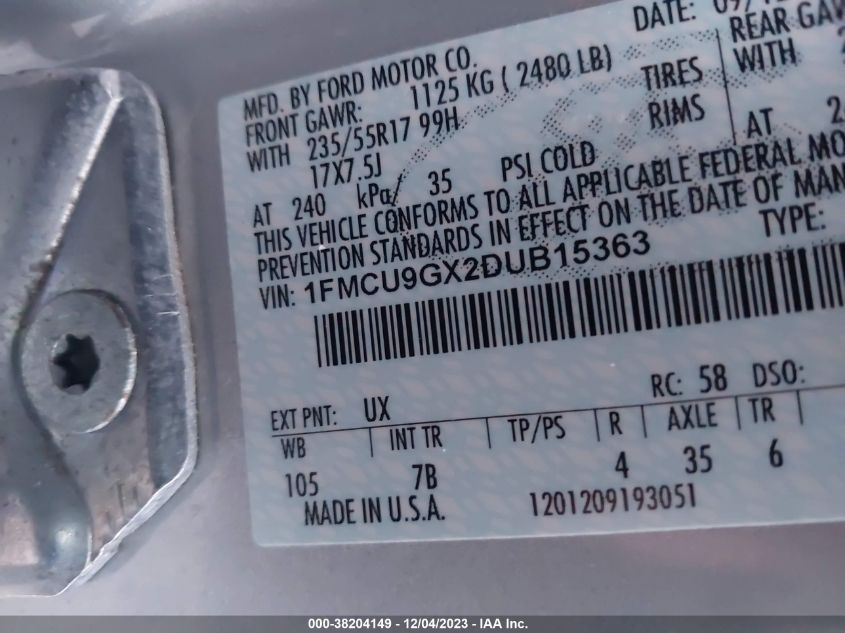 DATE:
MFD. BY FORD MOTOR CO.
FRONT GAWR: 1125 KG ( 2480 LB)
REAR GAW
WITH 235/55R17 99H TIRES WITH
17X7.5J RIMS
AT 240 kPa/ 35 PSI COLD AT
THIS VEHICLE CONFORMS TO ALL APPLICABLE FEDERAL MO
PREVENTION STANDARDS IN EFFECT ON THE DATE OF MAN
VIN: 1FMCU9GX2DUB15363 TYPE:
EXT PNT: UX RC: 58 DSO:
WB INT TR TP/PS R AXLE TR
105 7B 4 35 6
MADE IN U.S.A. 1201209193051
000-38204149 - 12/04/2023 - IAA Inc.